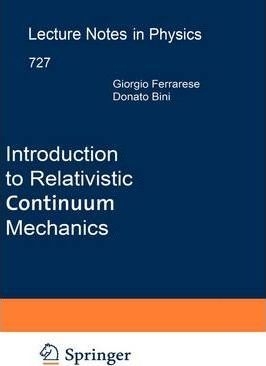 Lecture Notes in Physics
727
Giorgio Ferrarese
Donato Bini
Introduction
to Relativistic
Continuum
Mechanics
Springer